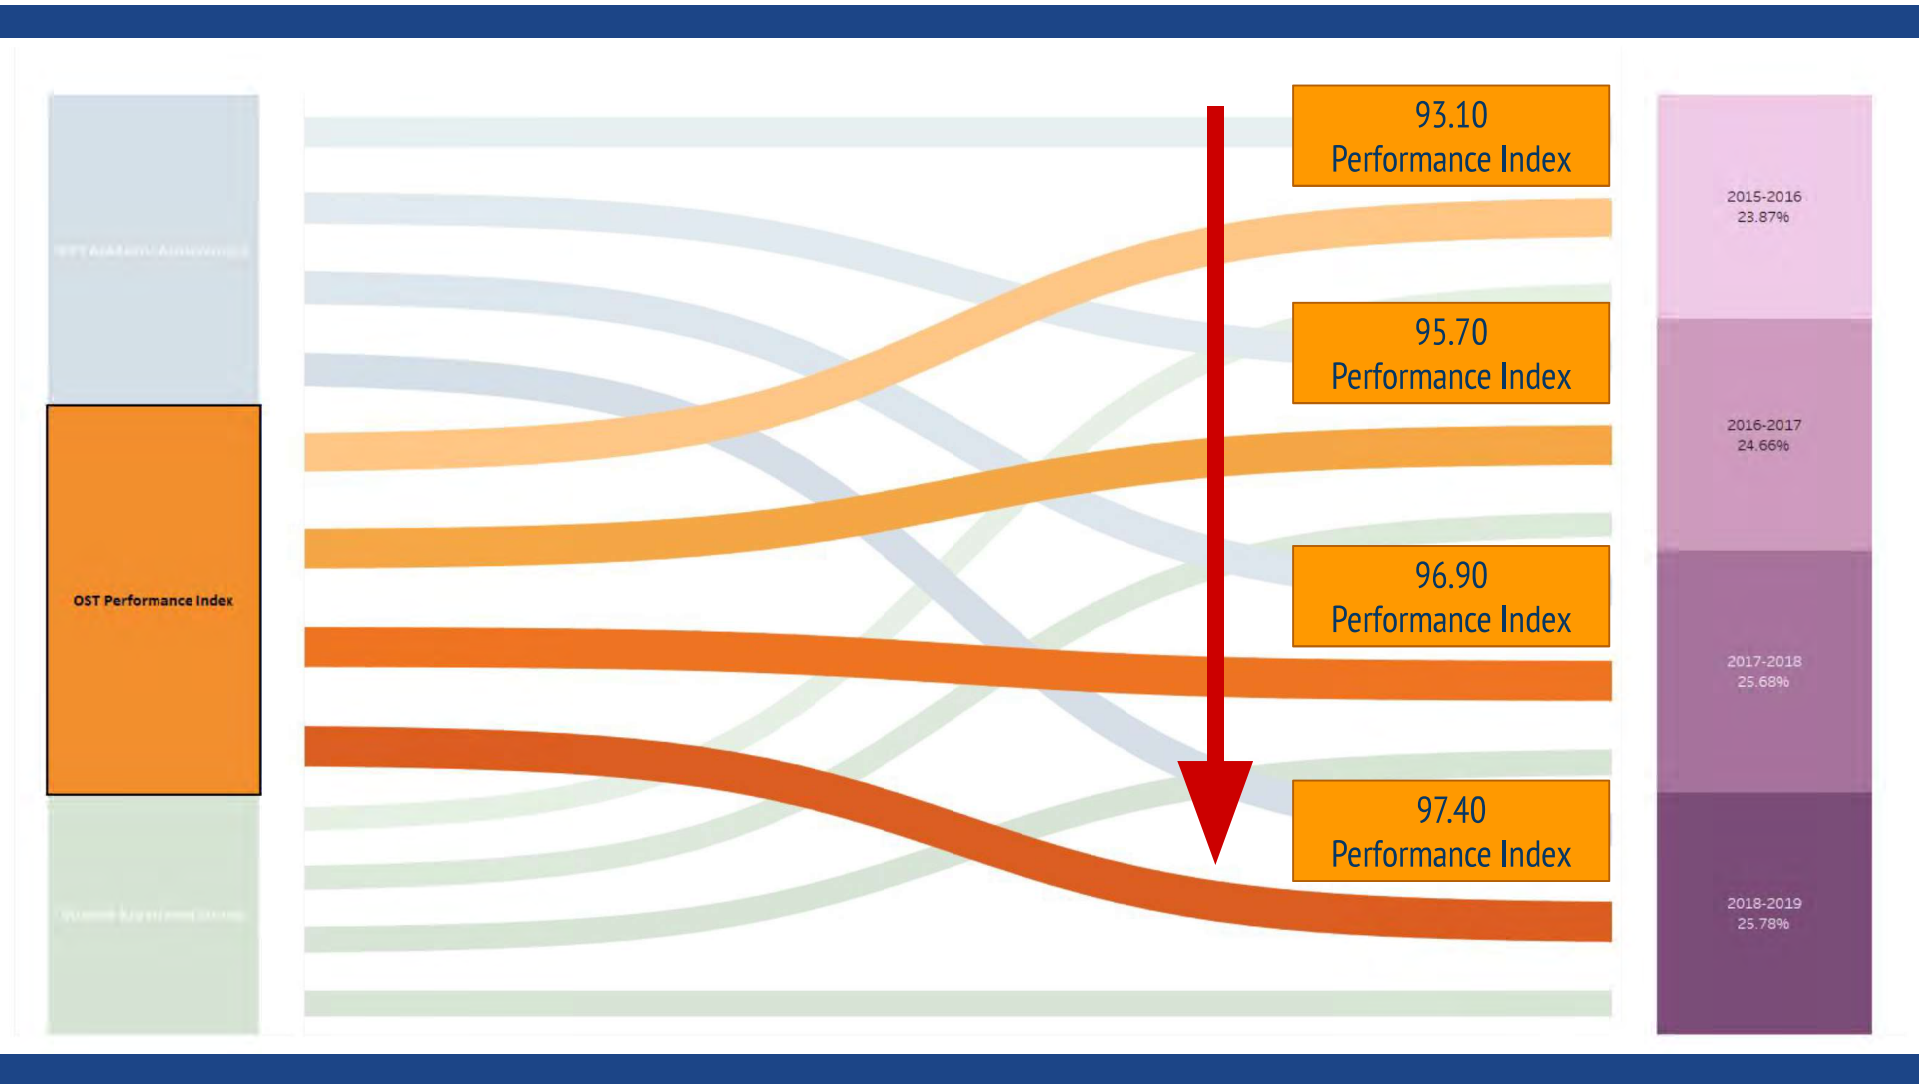 93.10
Performance Index
2015-2016
23.87%
95.70
Performance Index
2016-2017
24.66%
OST Performance Index
96.90
Performance Index
2017-2018
25.68%
97.40
Performance Index
2018-2019
25.78%